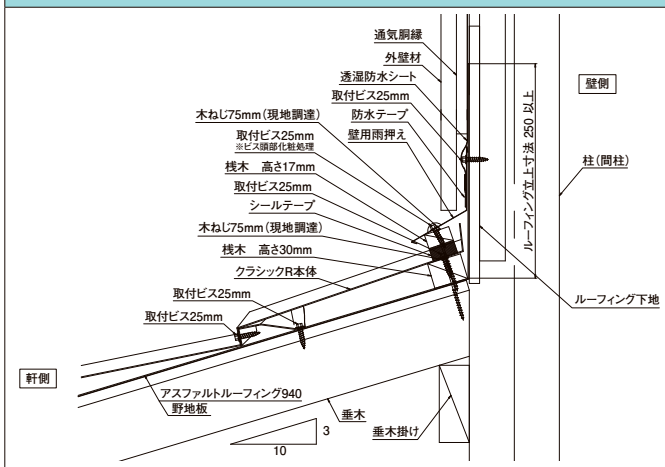 通気胴縁
外壁材
透湿防水シート
取付ビス25mm
防水テープ
壁用雨押え
木ねじ75mm（現地調達）
取付ビス25mm
※ビス頭部化粧処理
桟木　高さ17mm
取付ビス25mm
シールテープ
木ねじ75mm（現地調達）
桟木　高さ30mm
クラシックR本体
取付ビス25mm
取付ビス25mm
軒側
アスファルトルーフィング940
野地板
垂木
垂木掛け
3
10
壁側
柱（間柱）
ルーフィング立上寸法 250 以上
ルーフィング下地